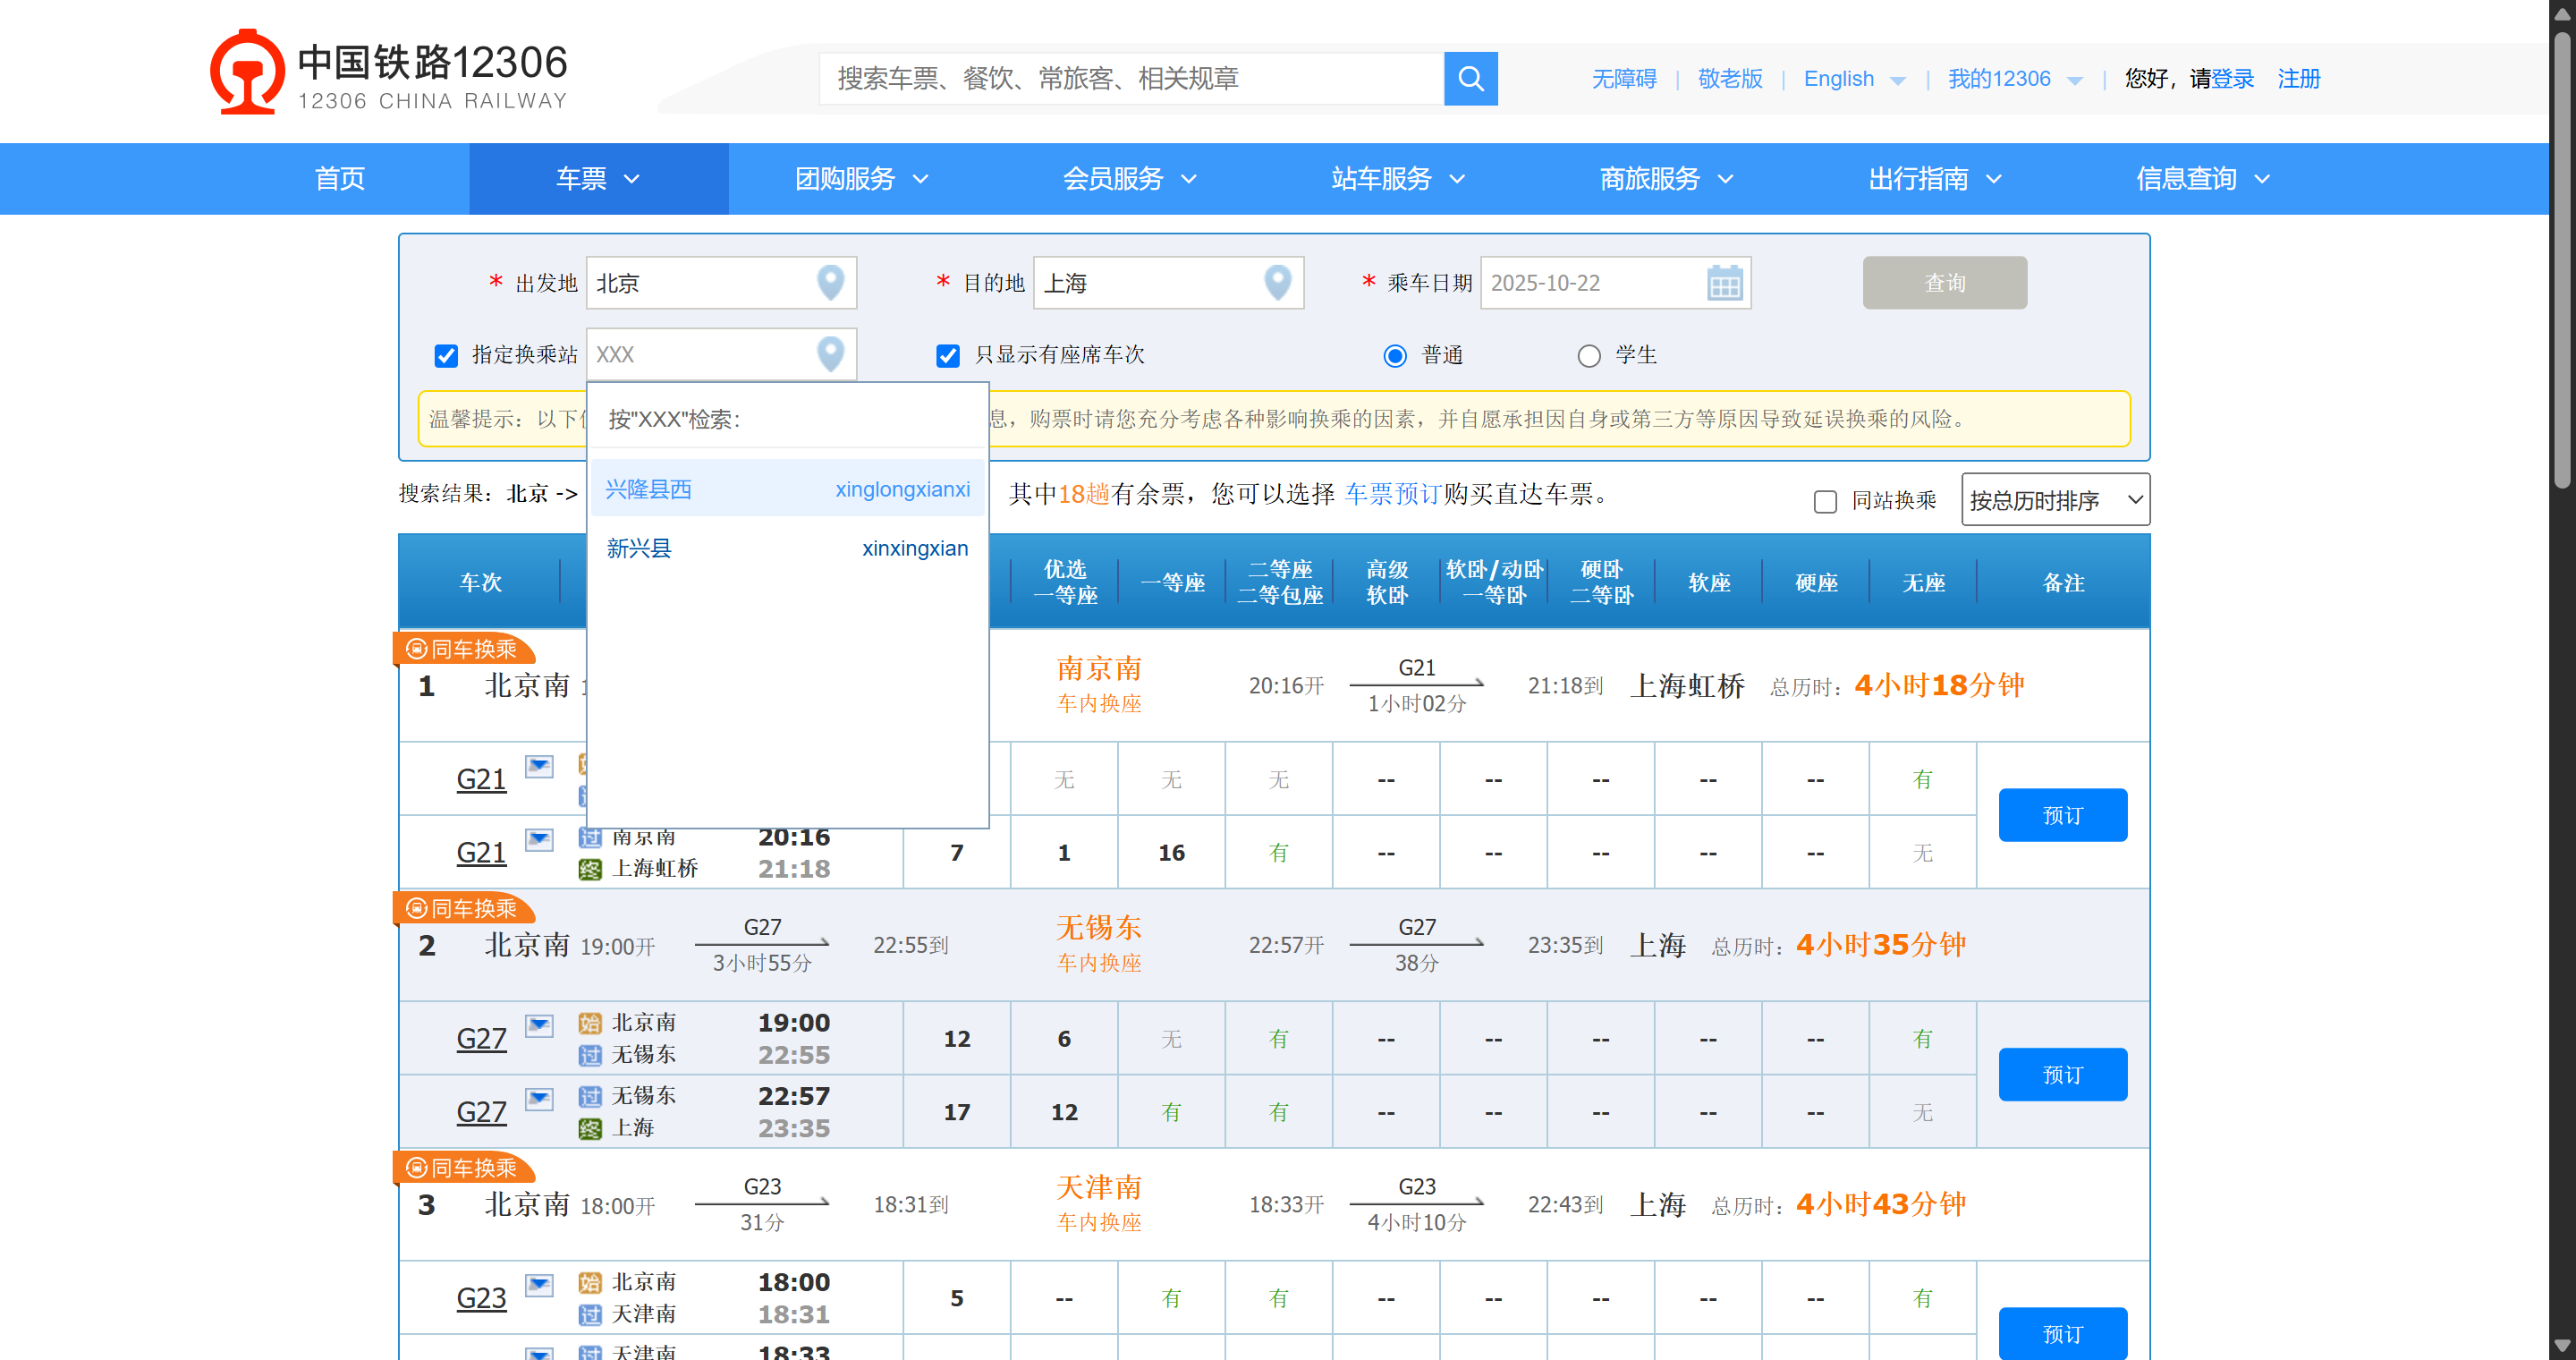 中国铁路12306
12306 CHINA RAILWAY
搜索车票、餐饮、常旅客、相关规章
无障碍 | 敬老版 | English | 我的12306 | 您好，请登录 注册
首页 车票 团购服务 会员服务 站车服务 商旅服务 出行指南 信息查询
* 出发地 北京 * 目的地 上海 * 乘车日期 2025-10-22 查询
指定换乘站 XXX 只显示有座席车次 普通 学生
温馨提示：以下 息，购票时请您充分考虑各种影响换乘的因素，并自愿承担因自身或第三方等原因导致延误换乘的风险。
按"XXX"检索：
兴隆县西 xinglongxianxi
新兴县 xinxingxian
搜索结果：北京 -> 其中18趟有余票，您可以选择 车票预订购买直达车票。 同站换乘 按总历时排序
车次 优选一等座 一等座 二等座二等包座 高级软卧 软卧/动卧一等卧 硬卧二等卧 软座 硬座 无座 备注
同车换乘
1 北京南 南京南 车内换座 20:16开 G21 1小时02分 21:18到 上海虹桥 总历时：4小时18分钟
G21 无 无 无 -- -- -- -- -- 有 预订
G21 过 南京南 20:16 终 上海虹桥 21:18 7 1 16 有 -- -- -- -- -- 无
同车换乘
2 北京南 19:00开 G27 3小时55分 22:55到 无锡东 车内换座 22:57开 G27 38分 23:35到 上海 总历时：4小时35分钟
G27 始 北京南 19:00 过 无锡东 22:55 12 6 无 有 -- -- -- -- -- 有 预订
G27 过 无锡东 22:57 终 上海 23:35 17 12 有 有 -- -- -- -- -- 无
同车换乘
3 北京南 18:00开 G23 31分 18:31到 天津南 车内换座 18:33开 G23 4小时10分 22:43到 上海 总历时：4小时43分钟
G23 始 北京南 18:00 过 天津南 18:31 5 -- 有 有 -- -- -- -- -- 有 预订
过 天津南 18:33